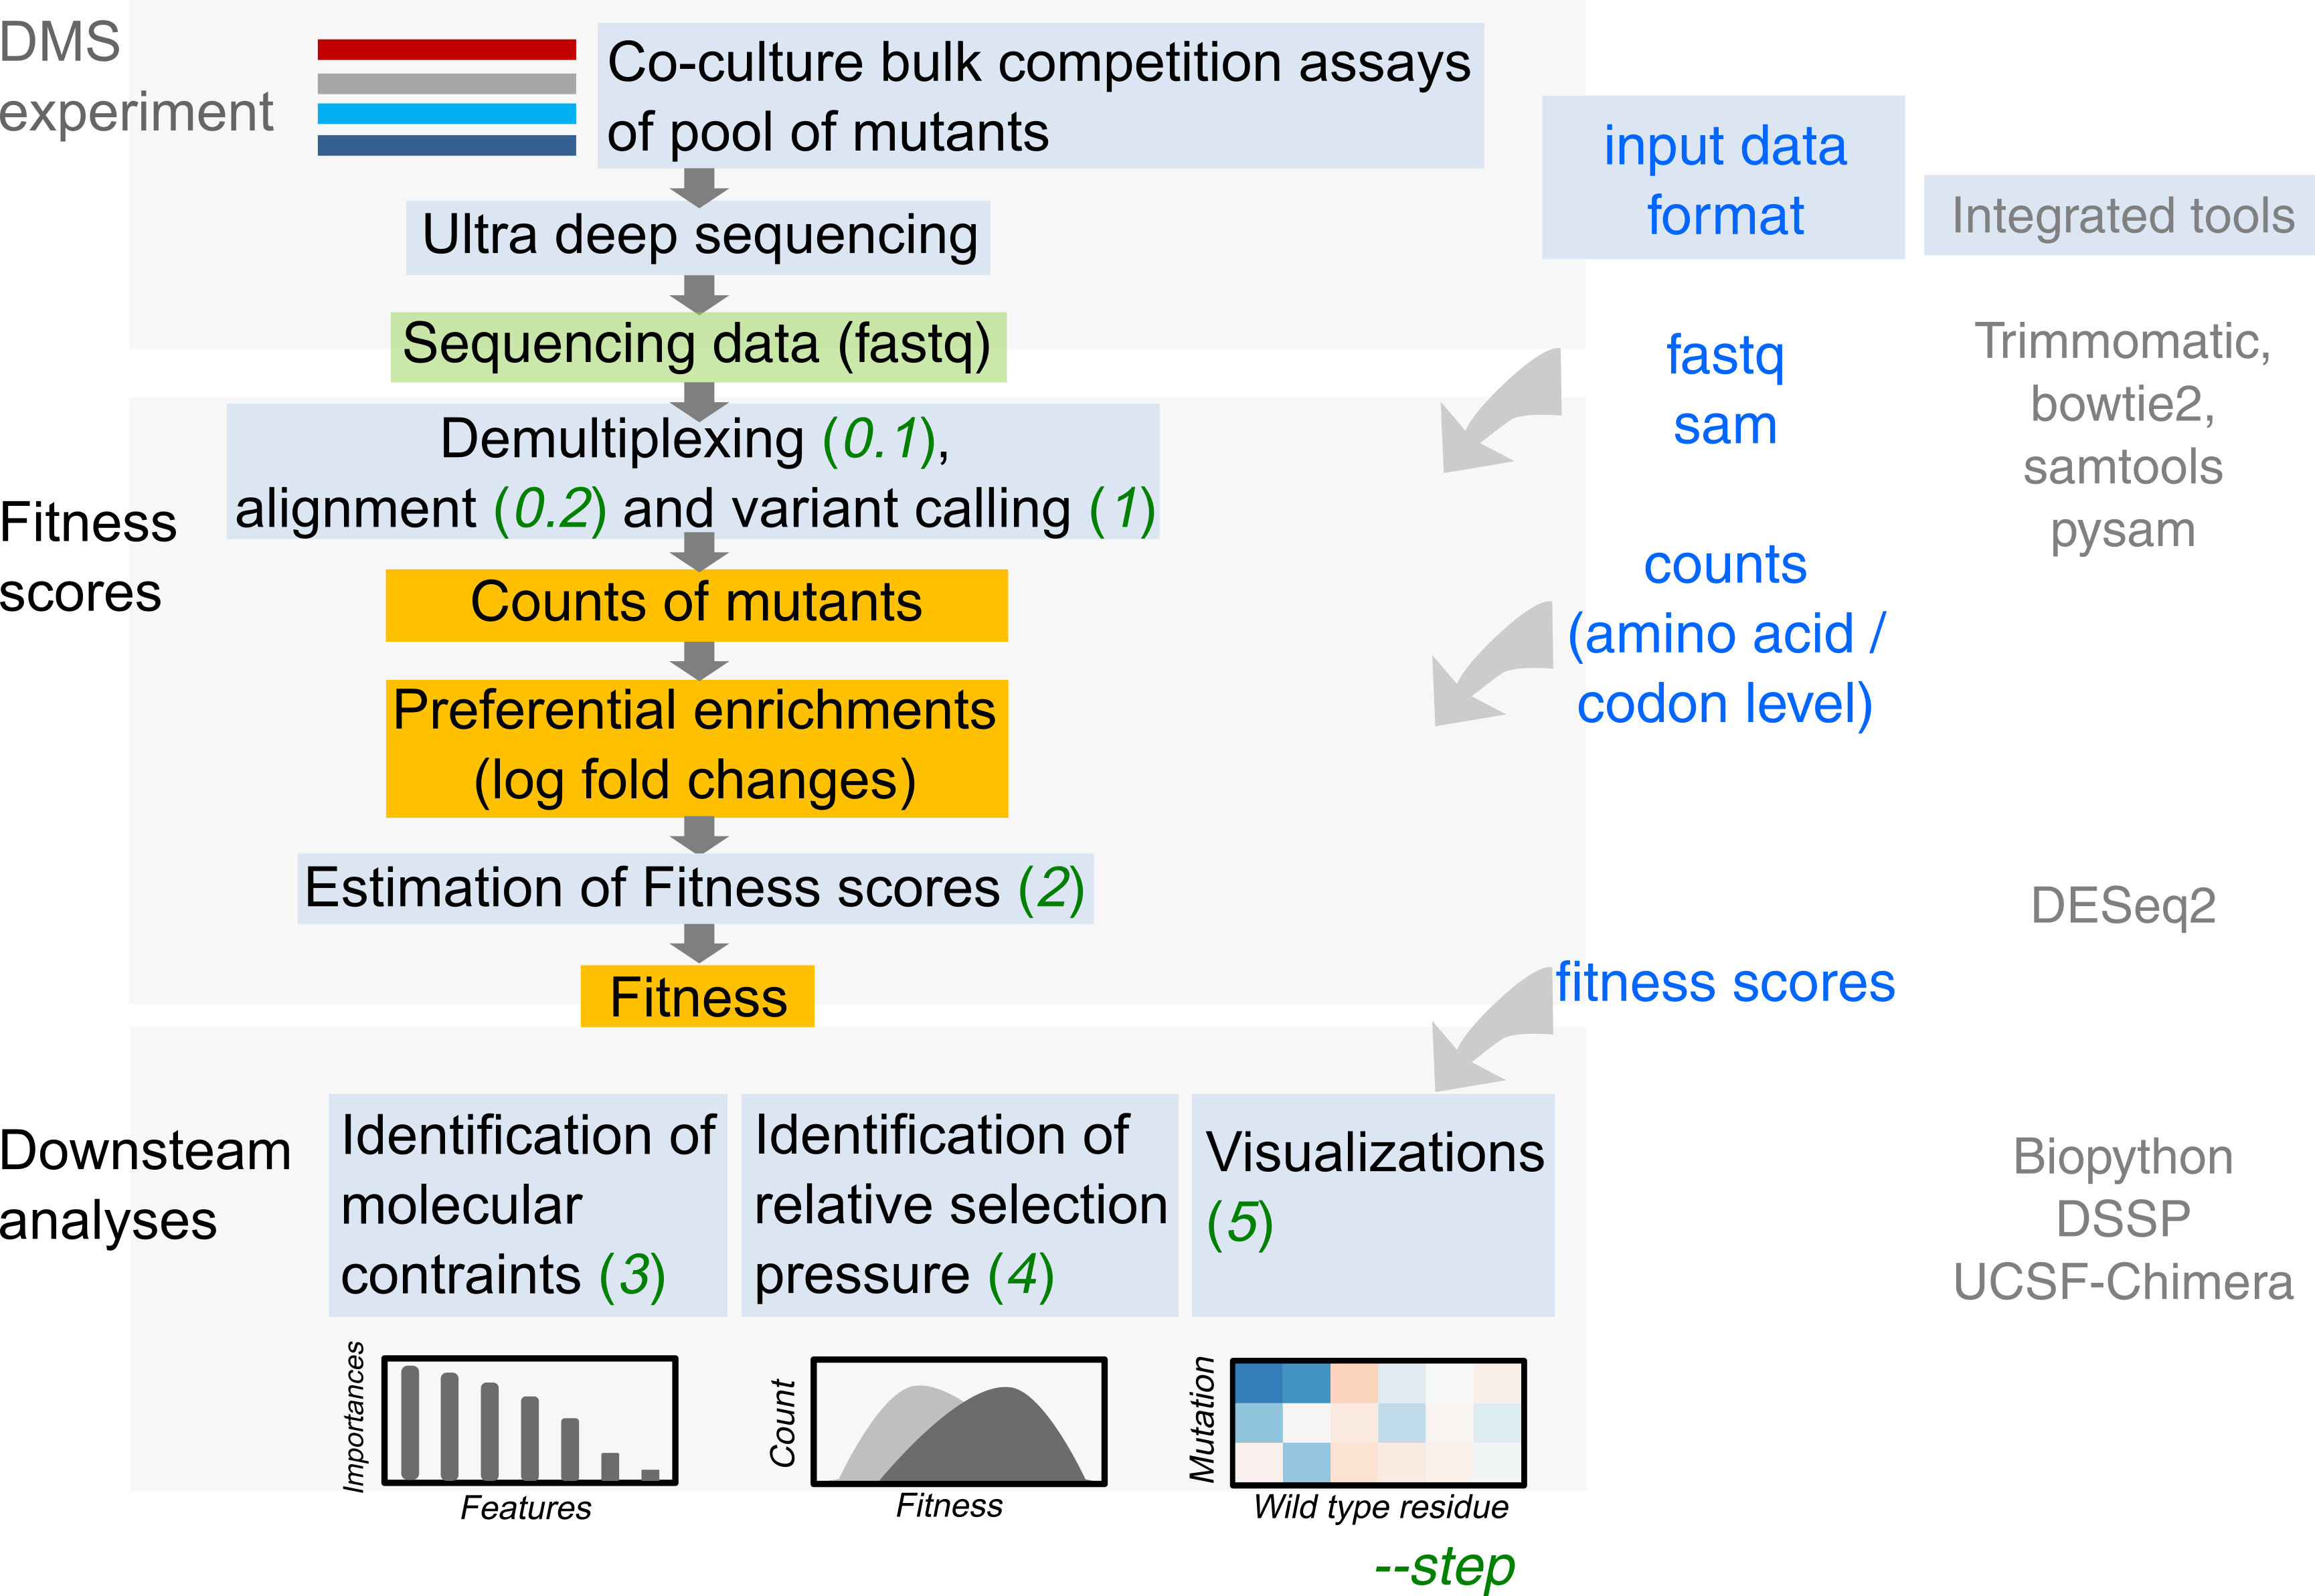 DMS
experiment
Co-culture bulk competition assays
of pool of mutants
input data
format
Integrated tools
Ultra deep sequencing
Sequencing data (fastq)
fastq
sam
Trimmomatic,
bowtie2,
samtools
pysam
Fitness
scores
Demultiplexing (0.1),
alignment (0.2) and variant calling (1)
Counts of mutants
counts
(amino acid /
codon level)
Preferential enrichments
(log fold changes)
Estimation of Fitness scores (2)
DESeq2
Fitness
fitness scores
Downsteam
analyses
Identification of
molecular
contraints (3)
Identification of
relative selection
pressure (4)
Visualizations
(5)
Biopython
DSSP
UCSF-Chimera
Importances
Features
Count
Fitness
Mutation
Wild type residue
--step